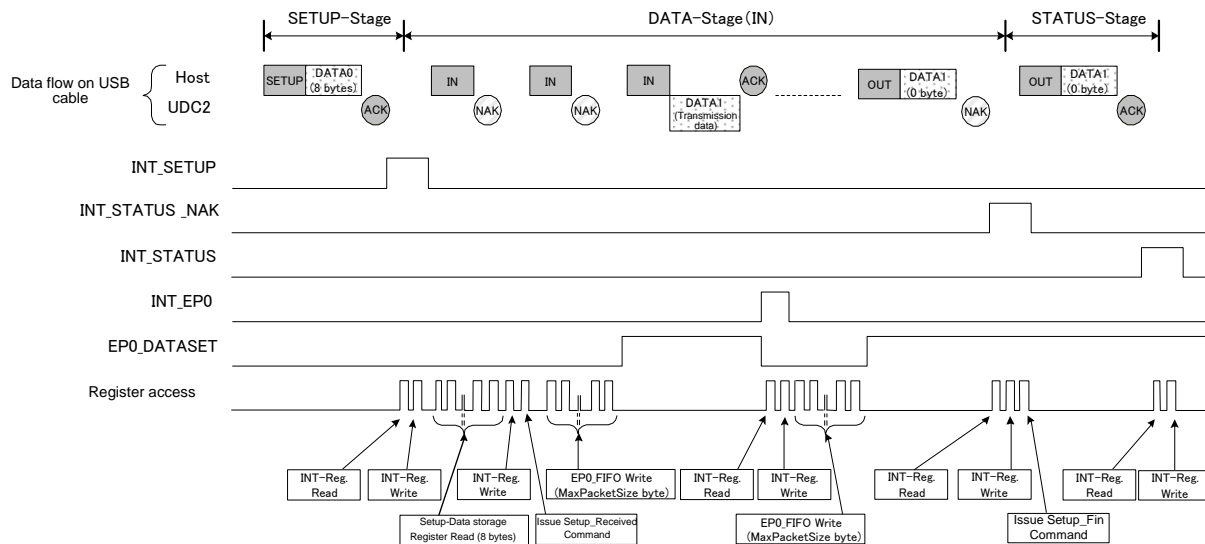 SETUP-Stage DATA-Stage(IN) STATUS-Stage
Data flow on USB cable
Host
UDC2
SETUP DATA0 (8 bytes) ACK
IN NAK
IN NAK
IN DATA1 (Transmission data) ACK
OUT DATA1 (0 byte) NAK
OUT DATA1 (0 byte) ACK
INT_SETUP
INT_STATUS _NAK
INT_STATUS
INT_EP0
EP0_DATASET
Register access
INT-Reg. Read
INT-Reg. Write
INT-Reg. Write
EP0_FIFO Write (MaxPacketSize byte)
INT-Reg. Read
INT-Reg. Write
INT-Reg. Read
INT-Reg. Write
INT-Reg. Read
INT-Reg. Write
Setup-Data storage Register Read (8 bytes)
Issue Setup_Received Command
EP0_FIFO Write (MaxPacketSize byte)
Issue Setup_Fin Command